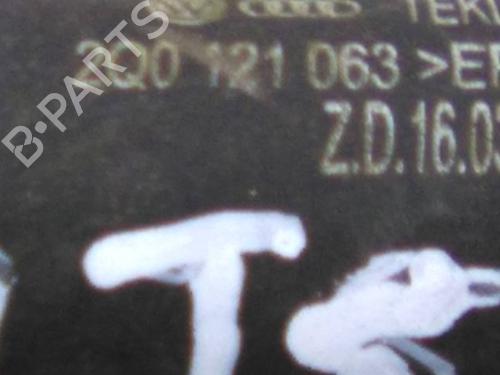 TEK
2Q0 121 063 >E
Z.D.16.0
B-PARTS
T